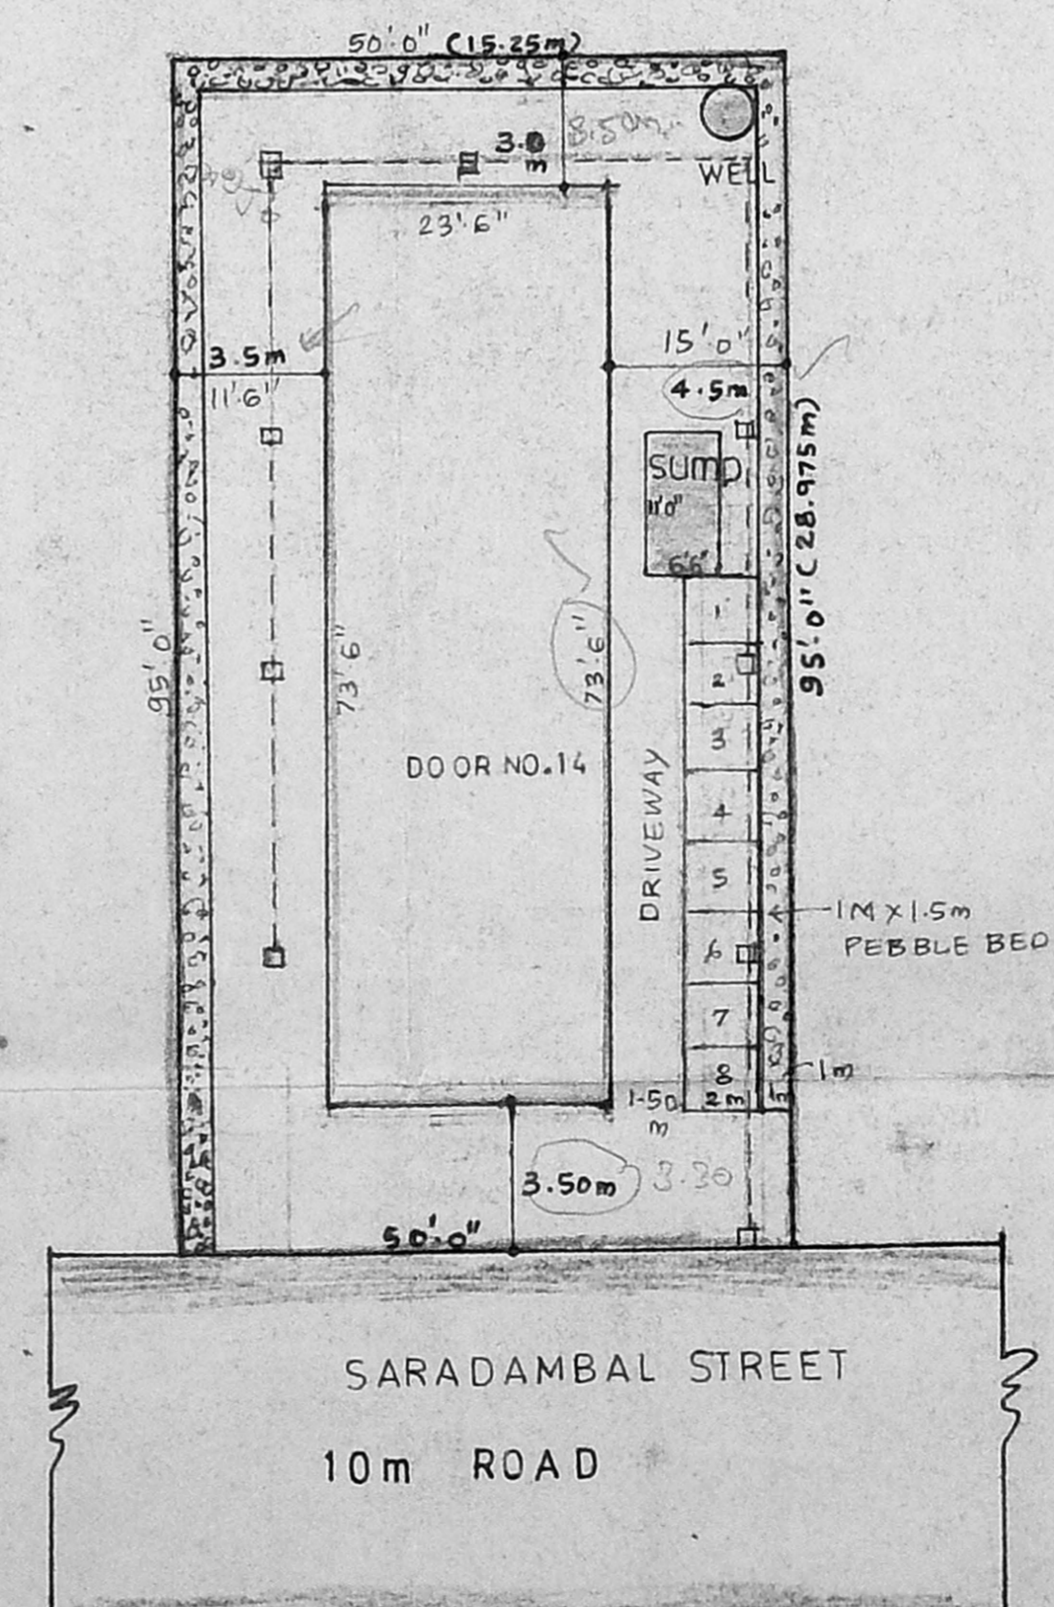 50'·0" (15.25m)
8.50m
3.0
m
WELL
23'·6"
15'·0"
3.5m
11'·6"
4.5m
SUMP
11'0"
6'6"
95'·0" (28.975m)
95'·0"
73'·6"
73'·6"
1
2
3
DOOR NO.14
DRIVEWAY
4
5
1M X 1.5m
PEBBLE BED
6
7
8
1m
1·50
m
2m
1m
3.50m
3.30
50'·0"
SARADAMBAL STREET
10m ROAD